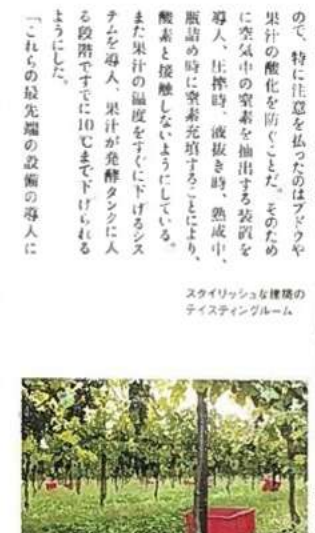 ので、特に注意を払ったのはブドウや
果汁の酸化を防ぐことだ。そのため
に空気中の窒素を抽出する装置を
導入、圧搾時、液抜き時、熟成中、
瓶詰め時に窒素充填することにより、
酸素と接触しないようにしている。
また果汁の温度をすぐに下げるシス
テムを導入、果汁が発酵タンクに入
る段階ですでに10℃まで下げられる
ようにした。
「これらの最先端の設備の導入に
スタイリッシュな建物の
テイスティングルーム